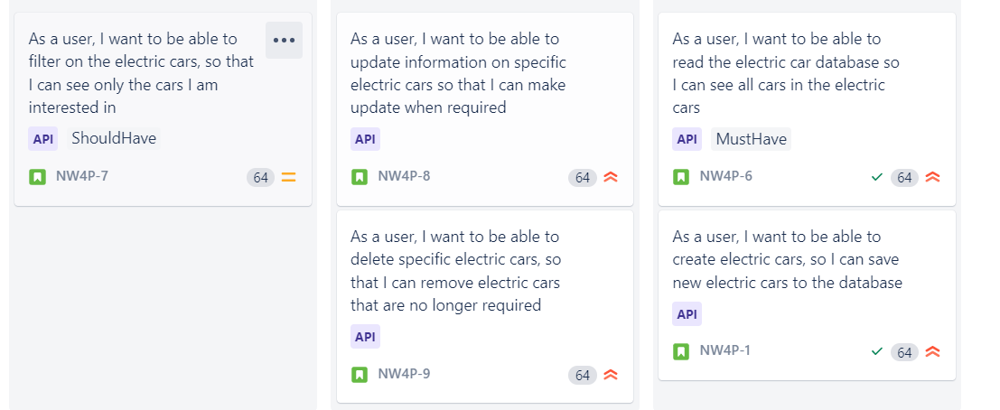 As a user, I want to be able to
filter on the electric cars, so that
I can see only the cars I am
interested in
API ShouldHave
NW4P-7 64
As a user, I want to be able to
update information on specific
electric cars so that I can make
update when required
API
NW4P-8 64
As a user, I want to be able to
delete specific electric cars, so
that I can remove electric cars
that are no longer required
API
NW4P-9 64
As a user, I want to be able to
read the electric car database so
I can see all cars in the electric
cars
API MustHave
NW4P-6 64
As a user, I want to be able to
create electric cars, so I can save
new electric cars to the database
API
NW4P-1 64